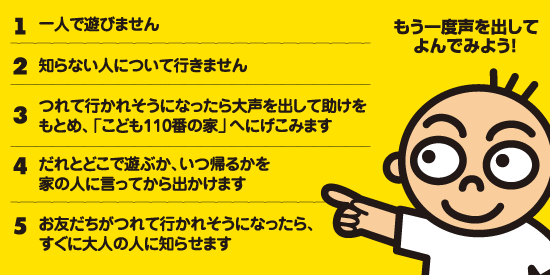 1 一人で遊びません
2 知らない人について行きません
3 つれて行かれそうになったら大声を出して助けを
もとめ、「こども110番の家」へにげこみます
4 だれとどこで遊ぶか、いつ帰るかを
家の人に言ってから出かけます
5 お友だちがつれて行かれそうになったら、
すぐに大人の人に知らせます
もう一度声を出して
よんでみよう!